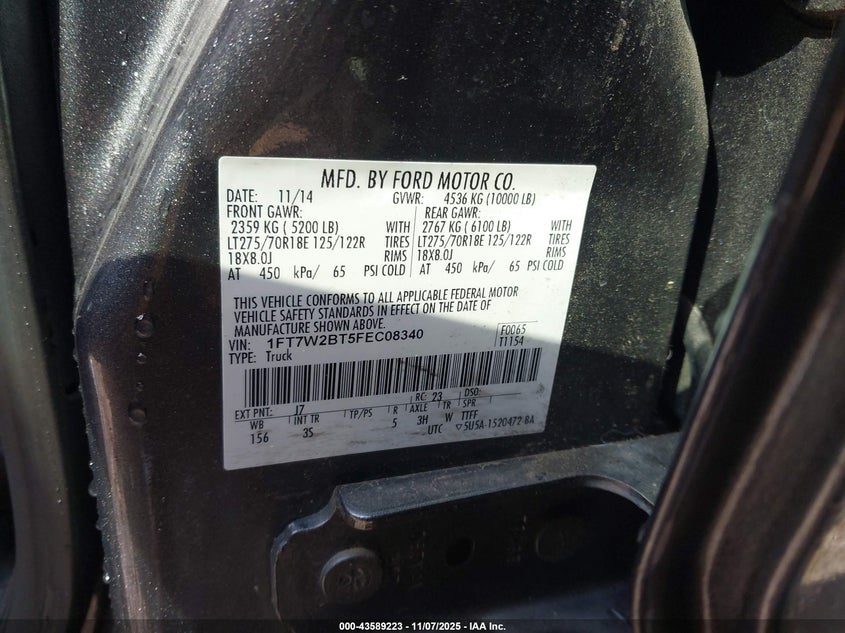 MFD. BY FORD MOTOR CO.
DATE: 11/14 GVWR: 4536 KG (10000 LB)
FRONT GAWR: REAR GAWR:
2359 KG ( 5200 LB) WITH 2767 KG ( 6100 LB) WITH
LT275/70R18E 125/122R TIRES LT275/70R18E 125/122R TIRES
18X8.0J RIMS 18X8.0J RIMS
AT 450 kPa/ 65 PSI COLD AT 450 kPa/ 65 PSI COLD
THIS VEHICLE CONFORMS TO ALL APPLICABLE FEDERAL MOTOR
VEHICLE SAFETY STANDARDS IN EFFECT ON THE DATE OF
MANUFACTURE SHOWN ABOVE.
VIN: 1FT7W2BT5FEC08340 F0065
TYPE: Truck T1154
RC: 23 DSO:
EXT PNT: J7
WB INT TR TP/PS R AXLE TR SPR
156 3S 5 3H W TTFF
UTC 5U5A-1520472-BA
000-43589223 - 11/07/2025 - IAA Inc.